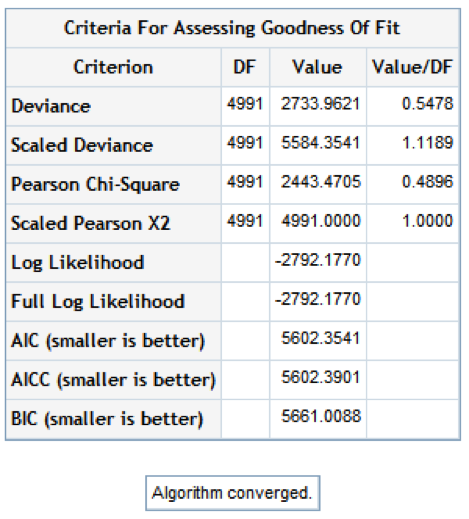 Criteria For Assessing Goodness Of Fit
Criterion DF Value Value/DF
Deviance 4991 2733.9621 0.5478
Scaled Deviance 4991 5584.3541 1.1189
Pearson Chi-Square 4991 2443.4705 0.4896
Scaled Pearson X2 4991 4991.0000 1.0000
Log Likelihood -2792.1770
Full Log Likelihood -2792.1770
AIC (smaller is better) 5602.3541
AICC (smaller is better) 5602.3901
BIC (smaller is better) 5661.0088
Algorithm converged.